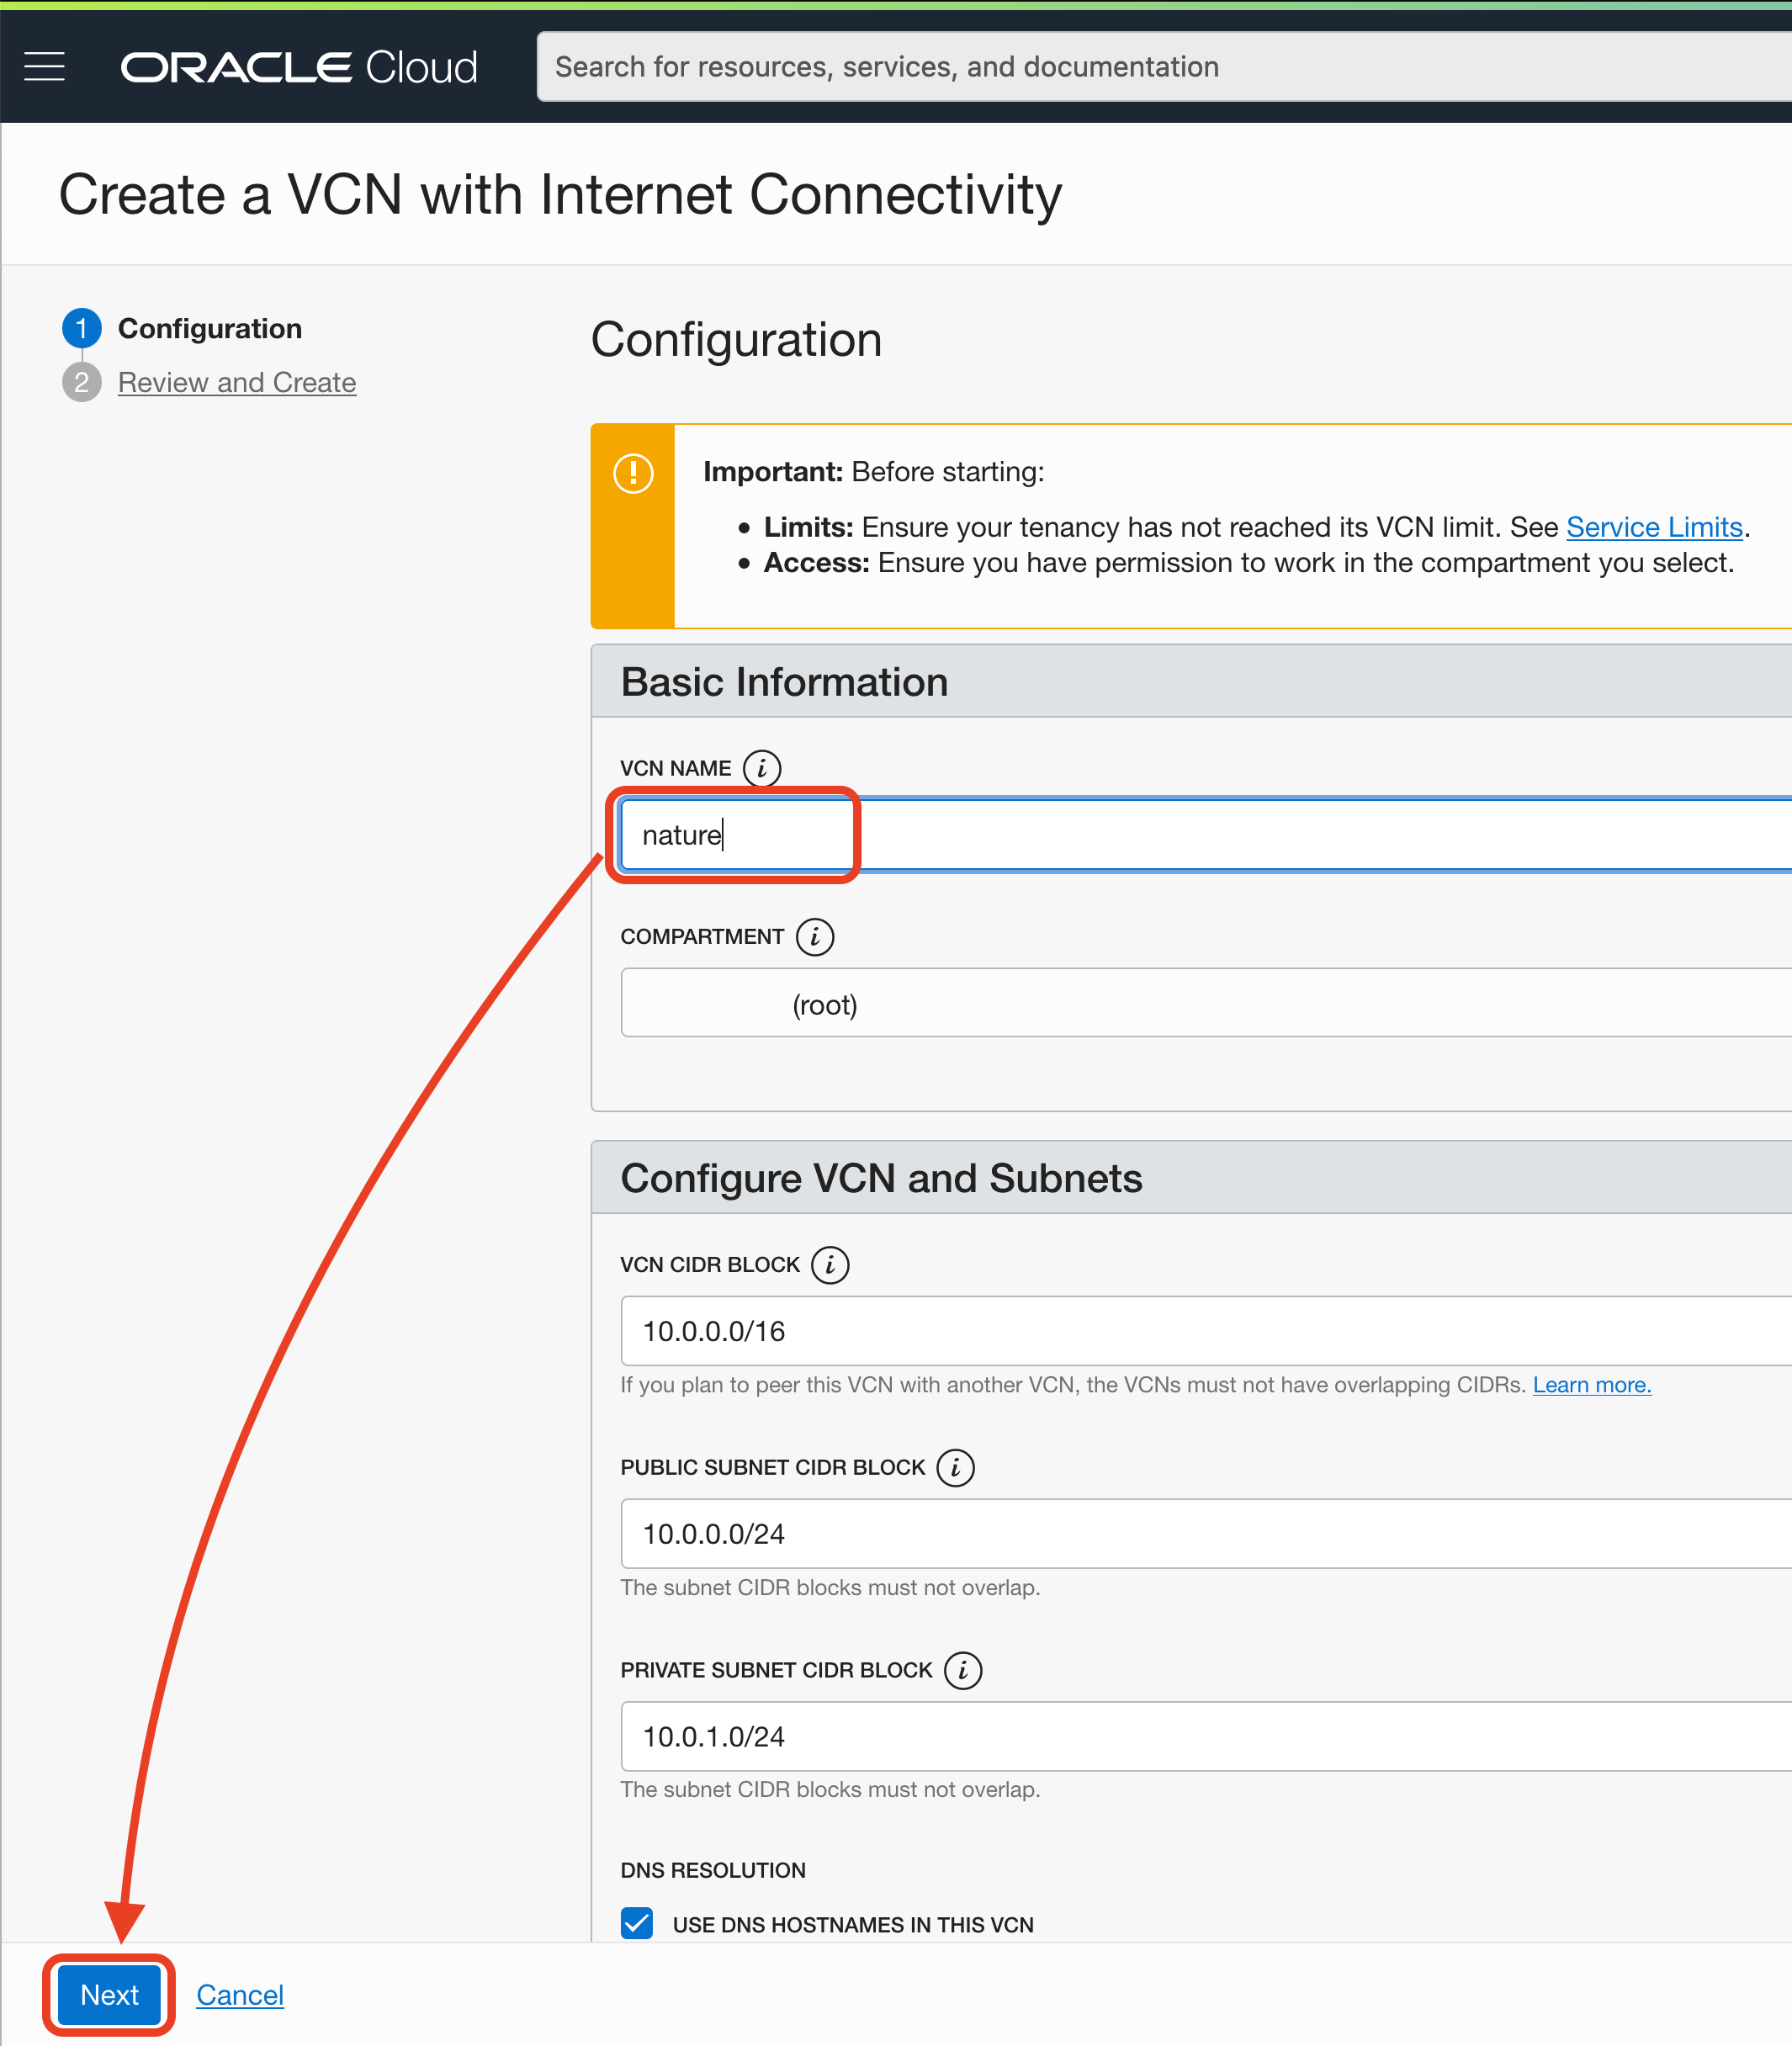 ORACLE Cloud
Search for resources, services, and documentation
Create a VCN with Internet Connectivity
1 Configuration
2 Review and Create
Configuration
Important: Before starting:
• Limits: Ensure your tenancy has not reached its VCN limit. See Service Limits.
• Access: Ensure you have permission to work in the compartment you select.
Basic Information
VCN NAME i
nature
COMPARTMENT i
(root)
Configure VCN and Subnets
VCN CIDR BLOCK i
10.0.0.0/16
If you plan to peer this VCN with another VCN, the VCNs must not have overlapping CIDRs. Learn more.
PUBLIC SUBNET CIDR BLOCK i
10.0.0.0/24
The subnet CIDR blocks must not overlap.
PRIVATE SUBNET CIDR BLOCK i
10.0.1.0/24
The subnet CIDR blocks must not overlap.
DNS RESOLUTION
USE DNS HOSTNAMES IN THIS VCN
Next Cancel